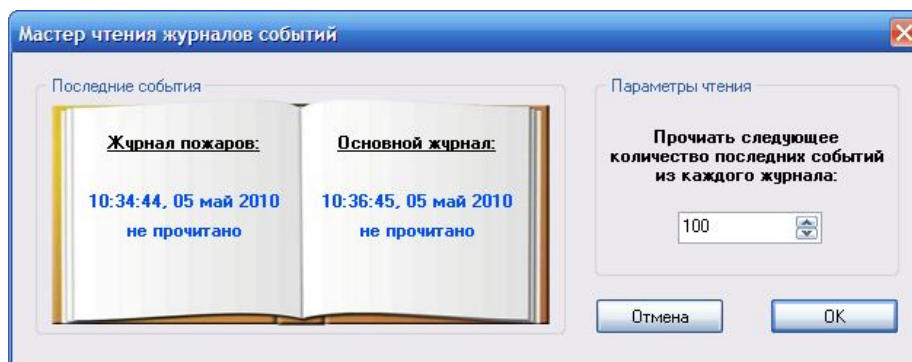 Мастер чтения журналов событий
Последние события
Журнал пожаров:
10:34:44, 05 май 2010
не прочитано
Основной журнал:
10:36:45, 05 май 2010
не прочитано
Параметры чтения
Прочиать следующее
количество последних событий
из каждого журнала:
100
Отмена
OK